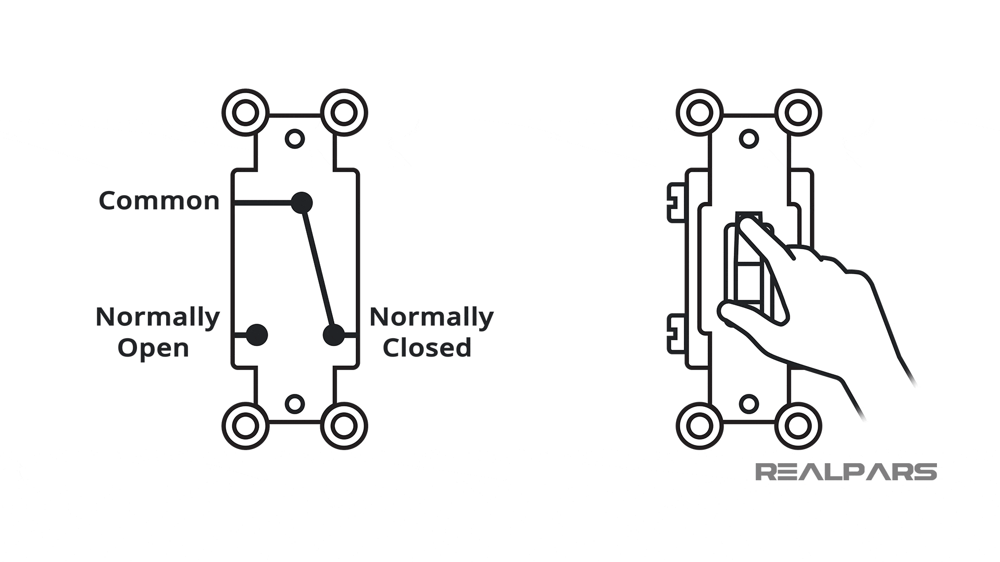 Common
Normally
Open
Normally
Closed
REALPARS